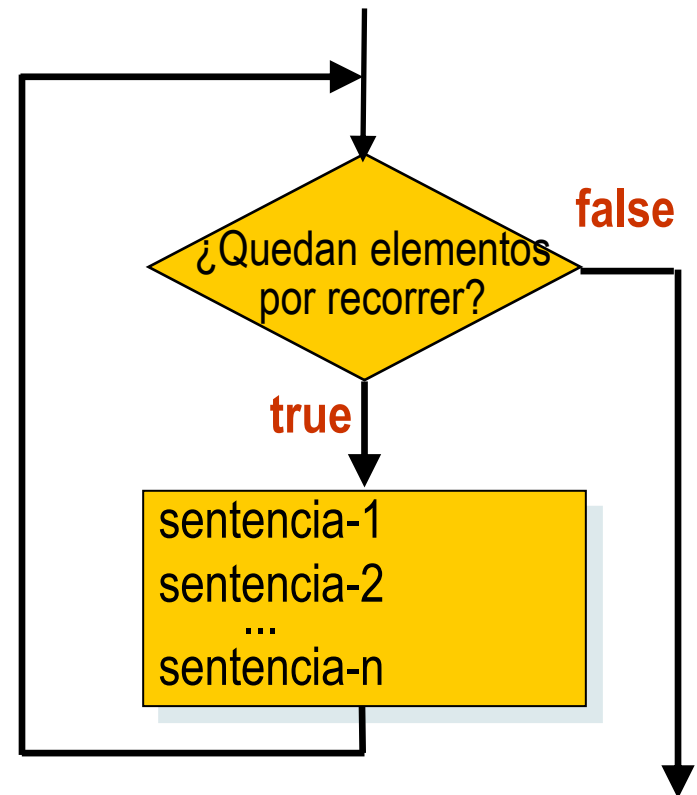 ¿Quedan elementos
por recorrer?
false
true
sentencia-1
sentencia-2
...
sentencia-n